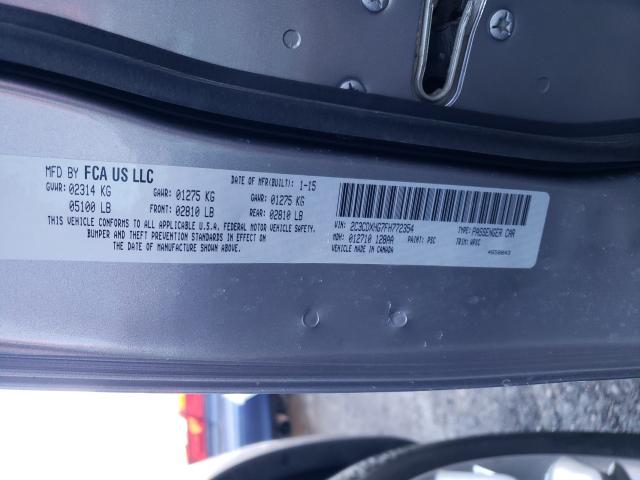 MFD BY FCA US LLC DATE OF MFR(BUILT): 1-15
GVWR: 02314 KG GAWR: 01275 KG GAWR: 01275 KG
05100 LB FRONT: 02810 LB REAR: 02810 LB
THIS VEHICLE CONFORMS TO ALL APPLICABLE U.S.A. FEDERAL MOTOR VEHICLE SAFETY,
BUMPER AND THEFT PREVENTION STANDARDS IN EFFECT ON
THE DATE OF MANUFACTURE SHOWN ABOVE.
VIN: 2C3CDXHG7FH772354 TYPE: PASSENGER CAR
MDH: 012710 128AA PAINT: PSC TRIM:
VEHICLE MADE IN CANADA